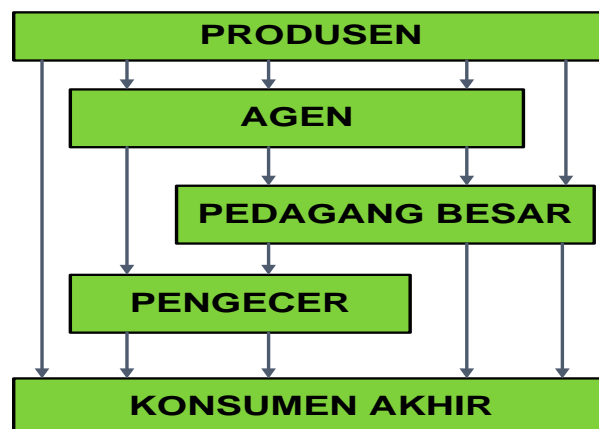 PRODUSEN
AGEN
PEDAGANG BESAR
PENGECER
KONSUMEN AKHIR